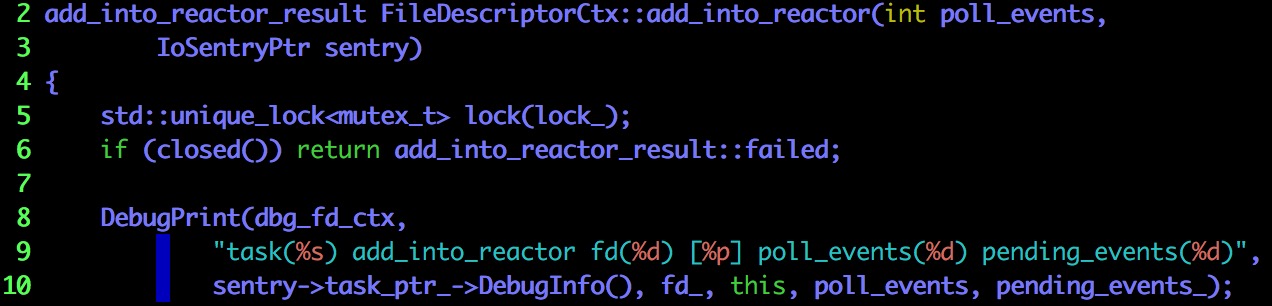 2 add_into_reactor_result FileDescriptorCtx::add_into_reactor(int poll_events,
3         IoSentryPtr sentry)
4 {
5     std::unique_lock<mutex_t> lock(lock_);
6     if (closed()) return add_into_reactor_result::failed;
7
8     DebugPrint(dbg_fd_ctx,
9             "task(%s) add_into_reactor fd(%d) [%p] poll_events(%d) pending_events(%d)",
10             sentry->task_ptr_->DebugInfo(), fd_, this, poll_events, pending_events_);